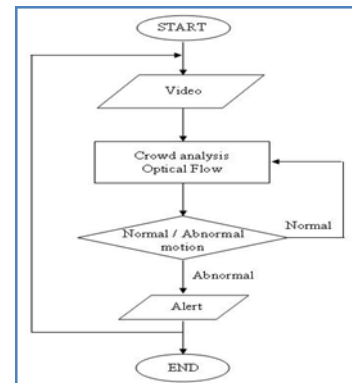 START
Video
Crowd analysis
Optical Flow
Normal / Abnormal
motion
Normal
Abnormal
Alert
END